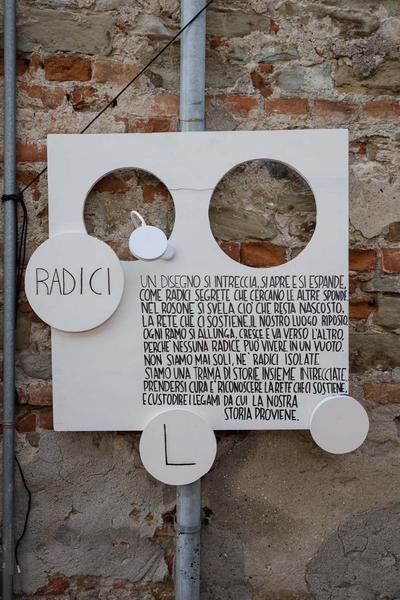 RADICI
UN DISEGNO SI INTRECCIA, SI APRE E SI ESPANDE,
COME RADICI SEGRETE CHE CERCANO LE ALTRE SPONDE.
NEL ROSONE SI SVELA CIÒ CHE RESTA NASCOSTO,
LA RETE CHE CI SOSTIENE, IL NOSTRO LUOGO RIPOSTO.
OGNI RAMO SI ALLUNGA, CRESCE E VA VERSO L'ALTRO,
PERCHÉ NESSUNA RADICE PUÒ VIVERE IN UN VUOTO.
NON SIAMO MAI SOLI, NE' RADICI ISOLATE.
SIAMO UNA TRAMA DI STORIE INSIEME INTRECCIATE.
PRENDERSI CURA E' RICONOSCERE LA RETE CHE CI SOSTIENE,
E CUSTODIRE I LEGAMI DA CUI LA NOSTRA
STORIA PROVIENE.
L